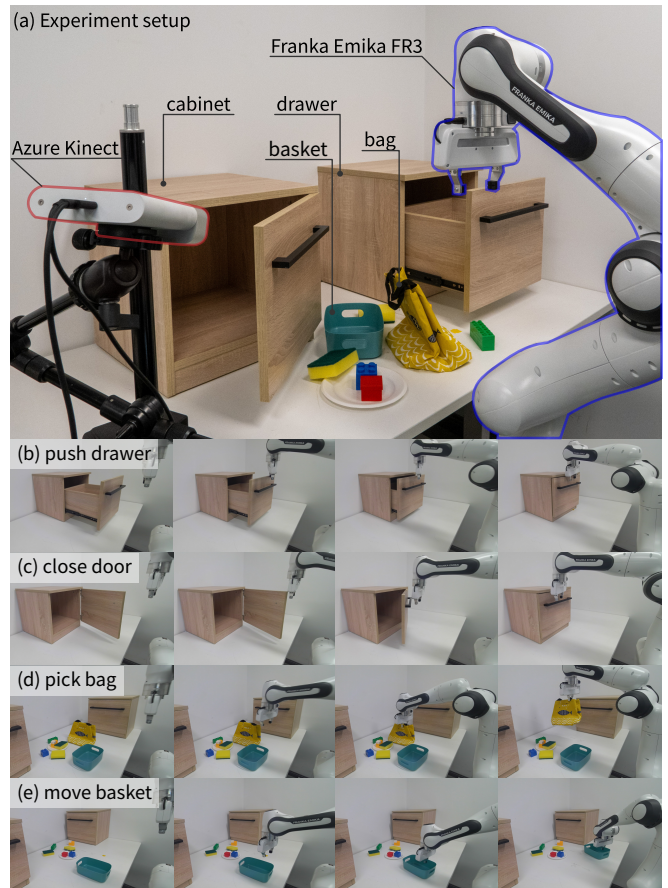 (a) Experiment setup
Franka Emika FR3
cabinet
drawer
Azure Kinect
basket
bag
FRANKA EMIKA
(b) push drawer
(c) close door
(d) pick bag
(e) move basket